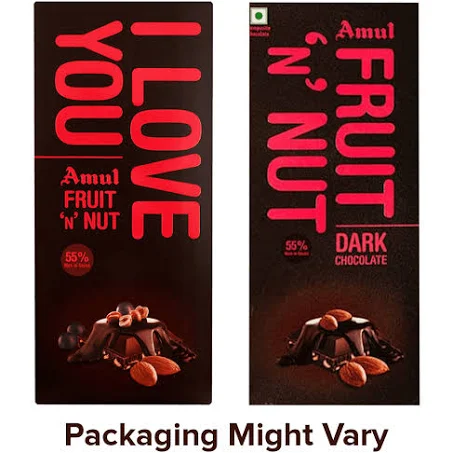 I LOVE
YOU
Amul
FRUIT
'N' NUT
55%
Amul
FRUIT
'N' NUT
55%
DARK
CHOCOLATE
Packaging Might Vary